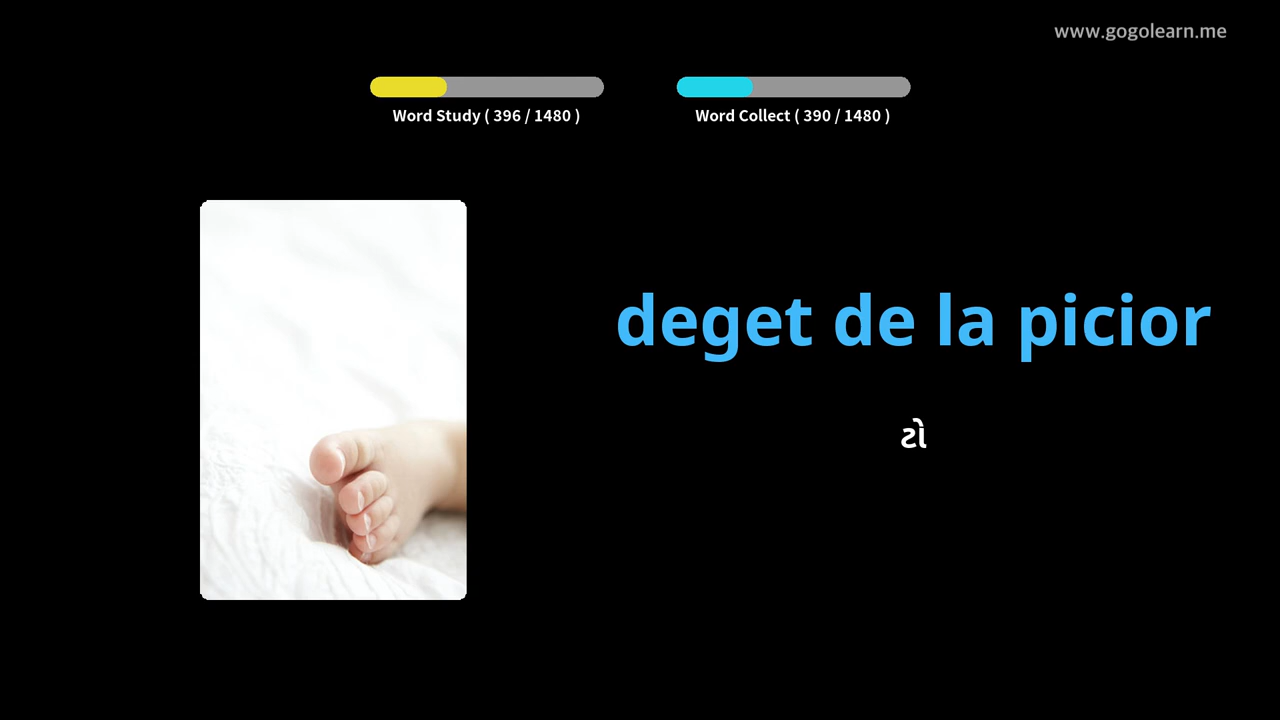 www.gogolearn.me
Word Study ( 396 / 1480 )
Word Collect ( 390 / 1480 )
deget de la picior
ટો